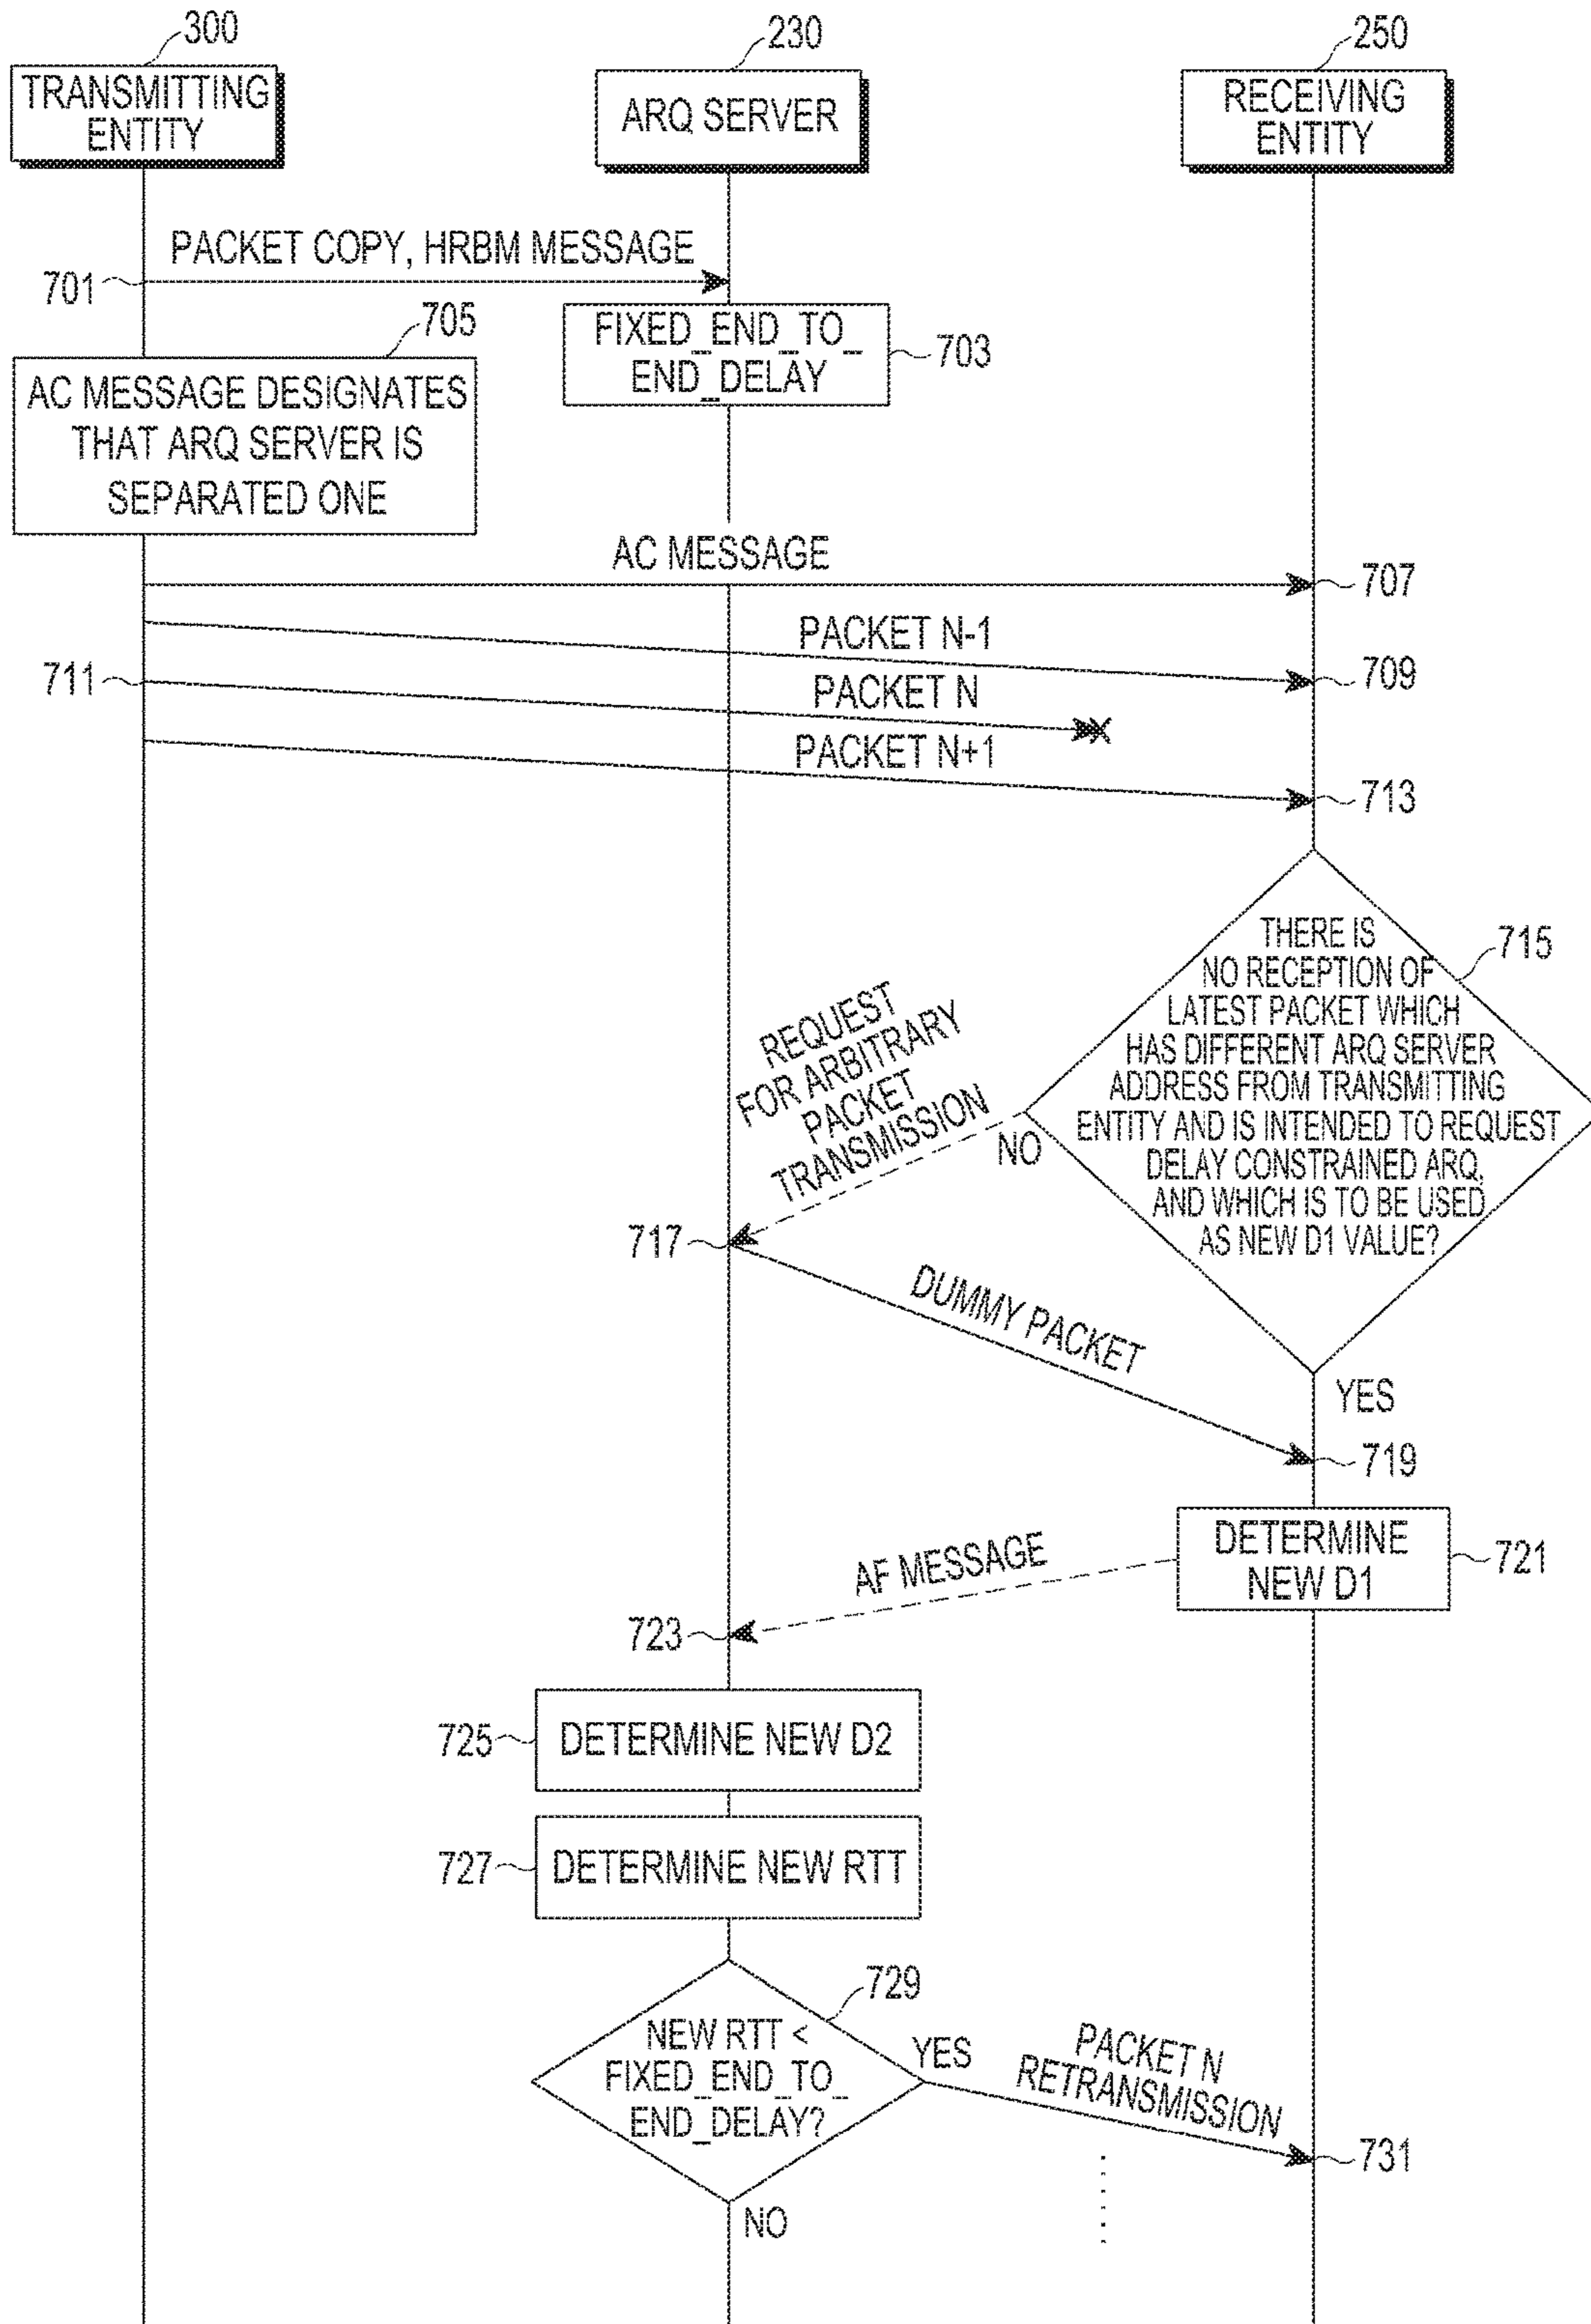 300
230
250
TRANSMITTING
ENTITY
ARQ SERVER
RECEIVING
ENTITY
PACKET COPY, HRBM MESSAGE
701
FIXED_END_TO_
END_DELAY
703
705
AC MESSAGE DESIGNATES
THAT ARQ SERVER IS
SEPARATED ONE
AC MESSAGE
707
PACKET N-1
709
711
PACKET N
PACKET N+1
713
THERE IS
NO RECEPTION OF
LATEST PACKET WHICH
HAS DIFFERENT ARQ SERVER
ADDRESS FROM TRANSMITTING
ENTITY AND IS INTENDED TO REQUEST
DELAY CONSTRAINED ARQ,
AND WHICH IS TO BE USED
AS NEW D1 VALUE?
715
REQUEST
FOR ARBITRARY
PACKET
TRANSMISSION
NO
717
DUMMY PACKET
YES
719
DETERMINE
NEW D1
721
AF MESSAGE
723
725
DETERMINE NEW D2
727
DETERMINE NEW RTT
729
NEW RTT <
FIXED_END_TO_
END_DELAY?
YES
PACKET N
RETRANSMISSION
731
NO